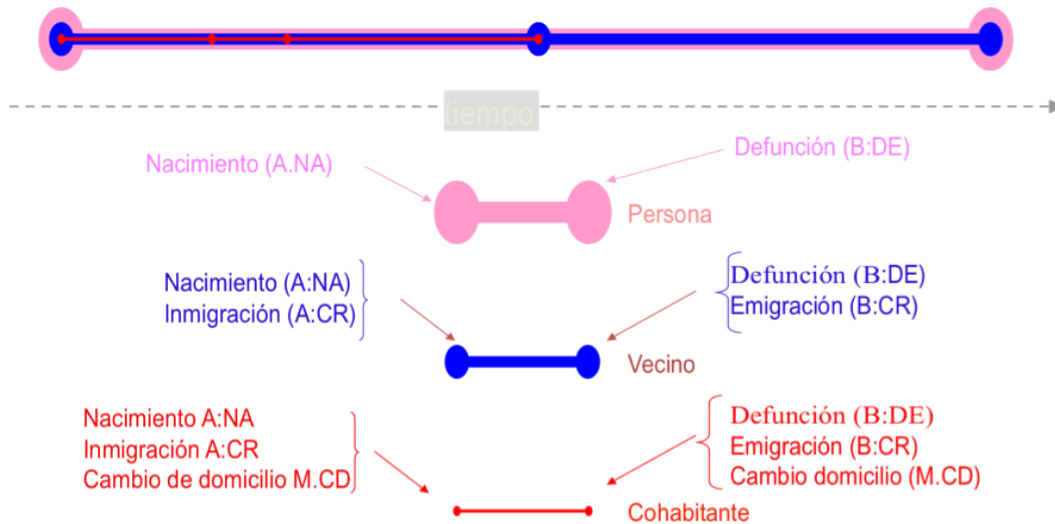 tiempo
Nacimiento (A.NA)
Defunción (B:DE)
Persona
Nacimiento (A:NA)
Inmigración (A:CR)
Defunción (B:DE)
Emigración (B:CR)
Vecino
Nacimiento A:NA
Inmigración A:CR
Cambio de domicilio M.CD
Defunción (B:DE)
Emigración (B:CR)
Cambio domicilio (M.CD)
Cohabitante